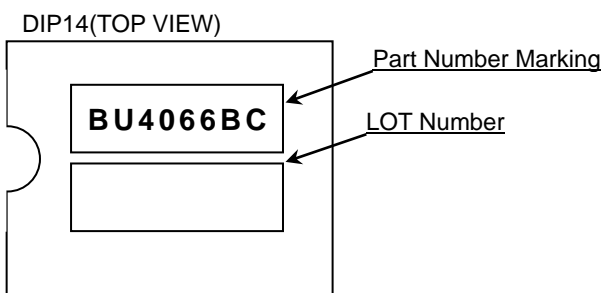 DIP14(TOP VIEW)
Part Number Marking
BU4066BC
LOT Number